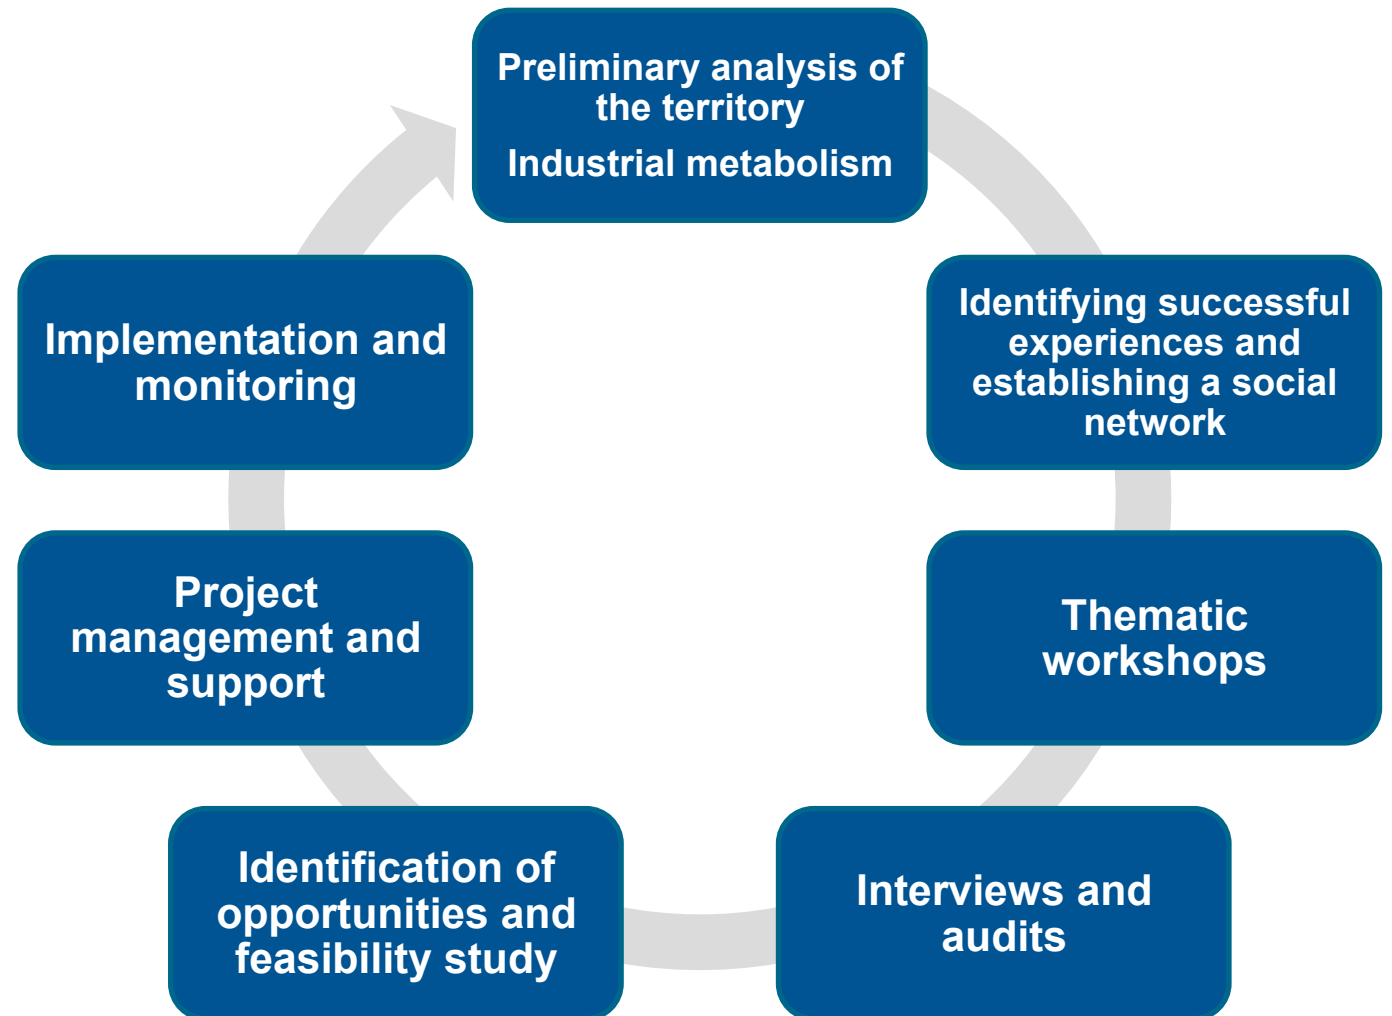 Preliminary analysis of
the territory
Industrial metabolism
Identifying successful
experiences and
establishing a social
network
Thematic
workshops
Interviews and
audits
Identification of
opportunities and
feasibility study
Project
management and
support
Implementation and
monitoring